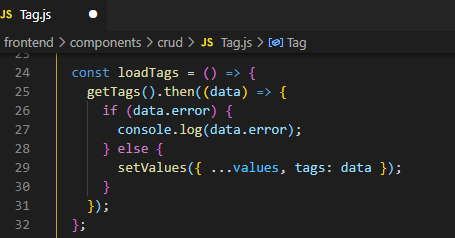 JS Tag.js
frontend > components > crud > JS Tag.js > Tag
23
24 const loadTags = () => {
25 getTags().then((data) => {
26 if (data.error) {
27 console.log(data.error);
28 } else {
29 setValues({ ...values, tags: data });
30 }
31 });
32 };